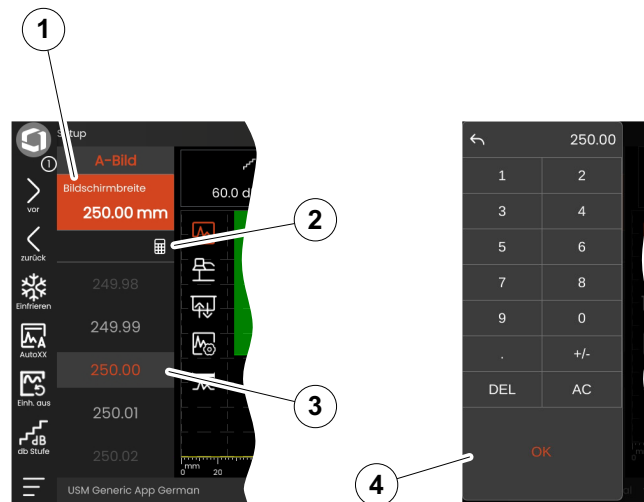 1
Setup
1
A-Bild
Bildschirmbreite
250.00 mm
60.0 d
2
vor
zurück
249.98
Einfrieren
249.99
AutoXX
250.00
3
Einh. aus
250.01
db Stufe
dB
250.02
mm
20
USM Generic App German
250.00
1 2
3 4
5 6
7 8
9 0
. +/-
DEL AC
OK
4